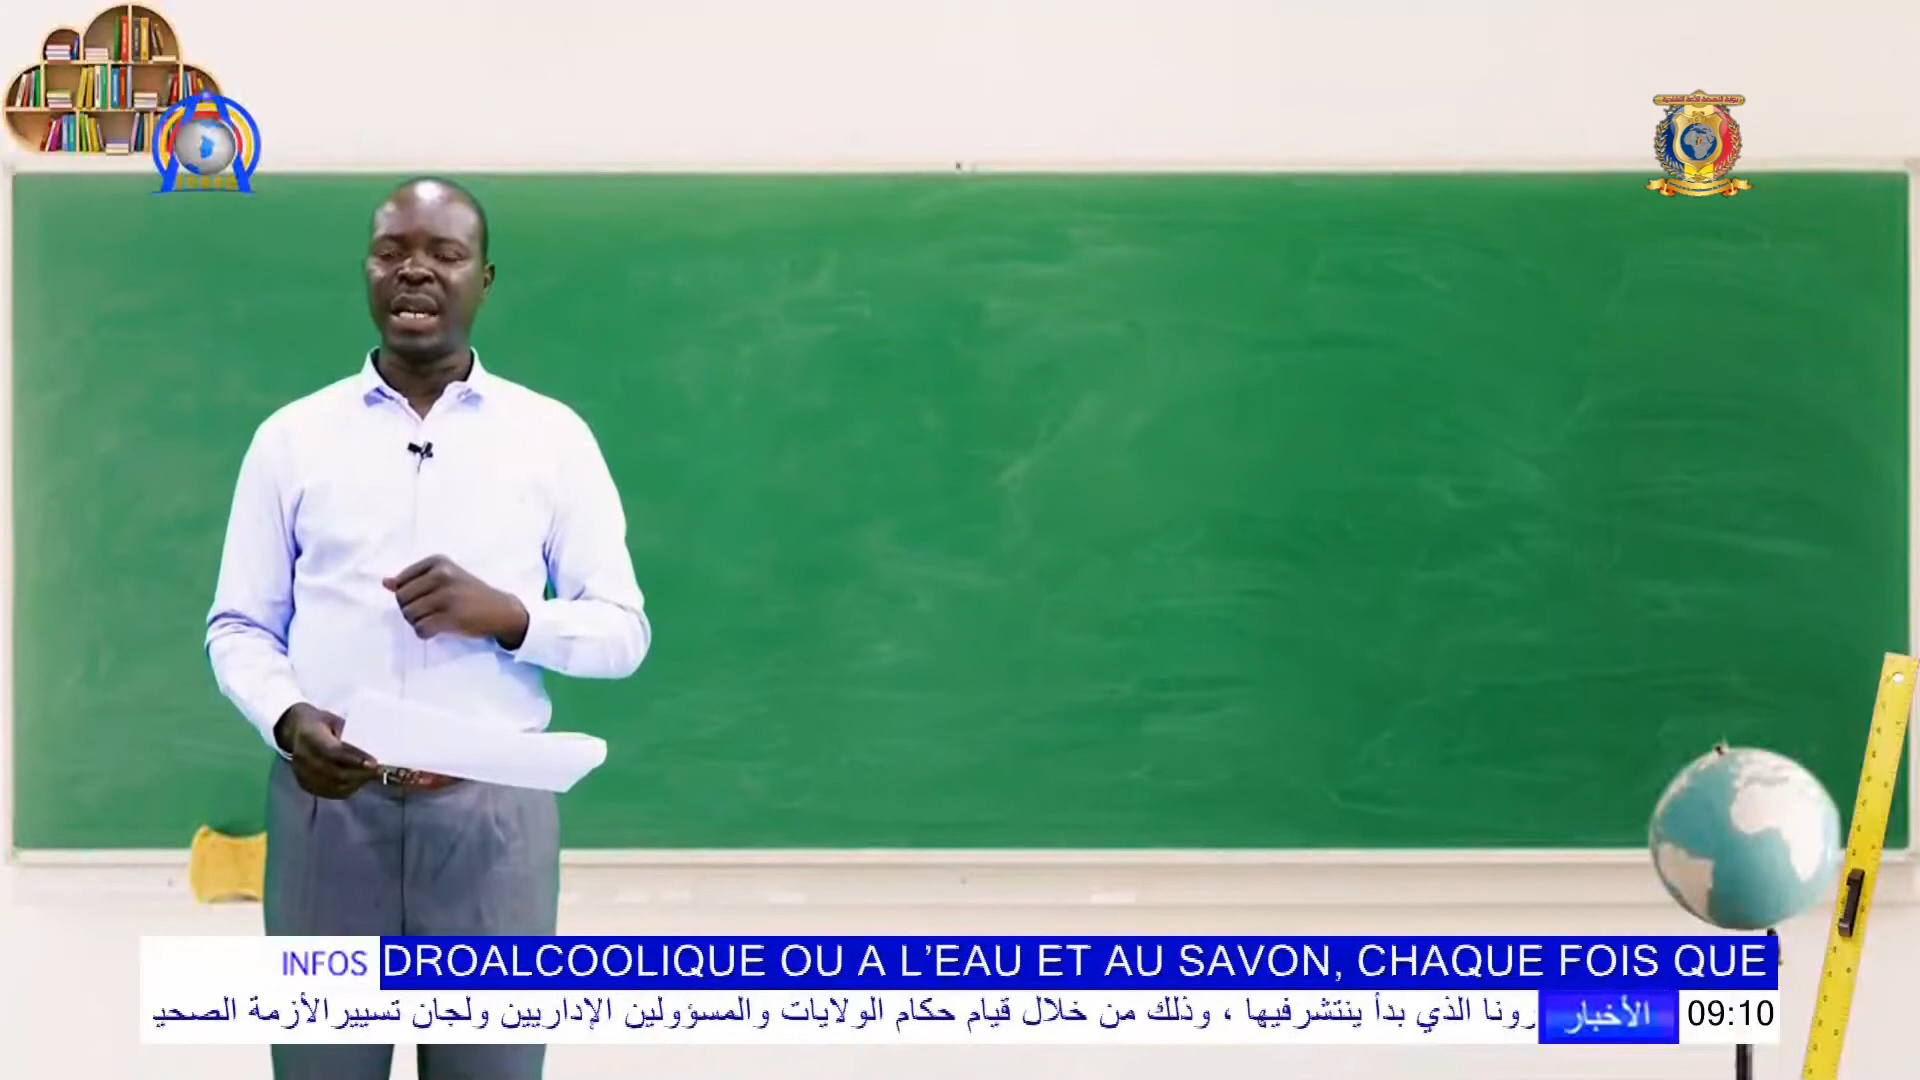 INFOS DROALCOOLIQUE OU A L’EAU ET AU SAVON, CHAQUE FOIS QUE
رونا الذي بدأ ينتشرفيها ، وذلك من خلال قيام حكام الولايات والمسؤولين الإداريين ولجان تسييرالأزمة الصحي
الأخبار 09:10